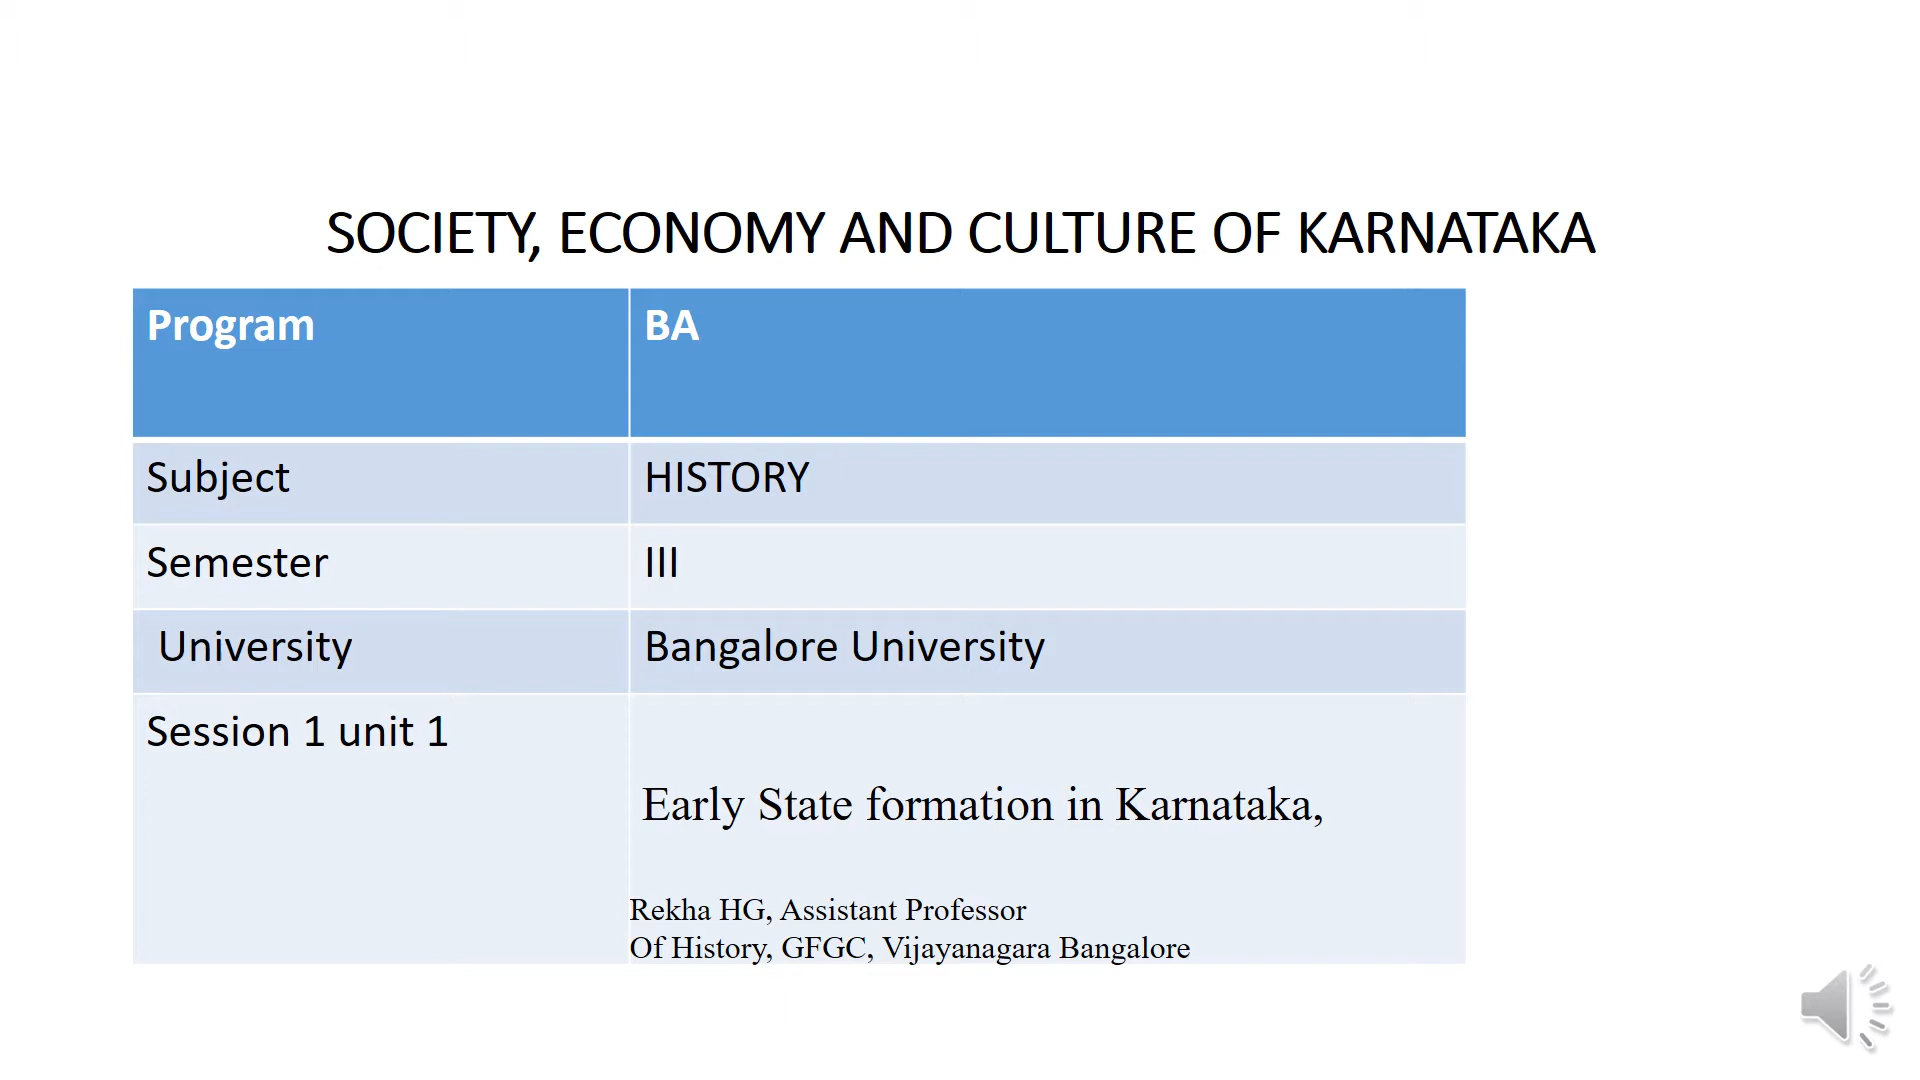 SOCIETY, ECONOMY AND CULTURE OF KARNATAKA
Program BA
Subject HISTORY
Semester III
University Bangalore University
Session 1 unit 1
Early State formation in Karnataka,
Rekha HG, Assistant Professor
Of History, GFGC, Vijayanagara Bangalore